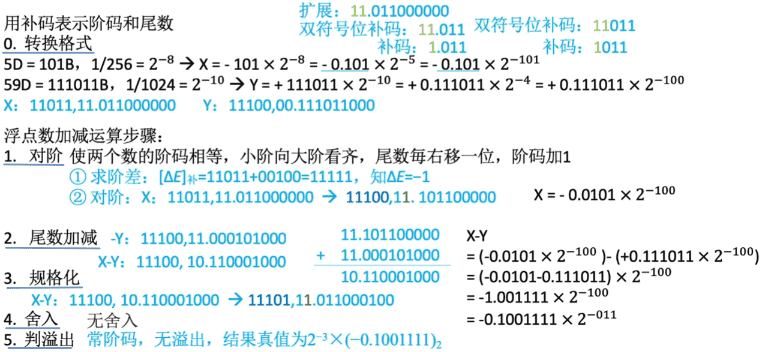 扩展：11.011000000
用补码表示阶码和尾数
双符号位补码：11.011 双符号位补码：11011
0. 转换格式
补码：1.011 补码：1011
5D = 101B，1/256 = 2⁻⁸ → X = - 101 × 2⁻⁸ = - 0.101 × 2⁻⁵ = - 0.101 × 2⁻¹⁰¹
59D = 111011B，1/1024 = 2⁻¹⁰ → Y = + 111011 × 2⁻¹⁰ = + 0.111011 × 2⁻⁴ = + 0.111011 × 2⁻¹⁰⁰
X：11011,11.011000000 Y：11100,00.111011000
浮点数加减运算步骤：
1. 对阶 使两个数的阶码相等，小阶向大阶看齐，尾数每右移一位，阶码加1
① 求阶差：[ΔE]补=11011+00100=11111，知ΔE=−1
② 对阶：X：11011,11.011000000 → 11100,11. 101100000 X = - 0.0101 × 2⁻¹⁰⁰
2. 尾数加减 -Y：11100,11.000101000 11.101100000 X-Y
X-Y：11100, 10.110001000 + 11.000101000 = (-0.0101 × 2⁻¹⁰⁰ )- (+0.111011 × 2⁻¹⁰⁰)
3. 规格化 10.110001000 = (-0.0101-0.111011) × 2⁻¹⁰⁰
X-Y：11100, 10.110001000 → 11101,11.011000100 = -1.001111 × 2⁻¹⁰⁰
4. 舍入 无舍入 = -0.1001111 × 2⁻⁰¹¹
5. 判溢出 常阶码，无溢出，结果真值为2⁻³×(−0.1001111)₂